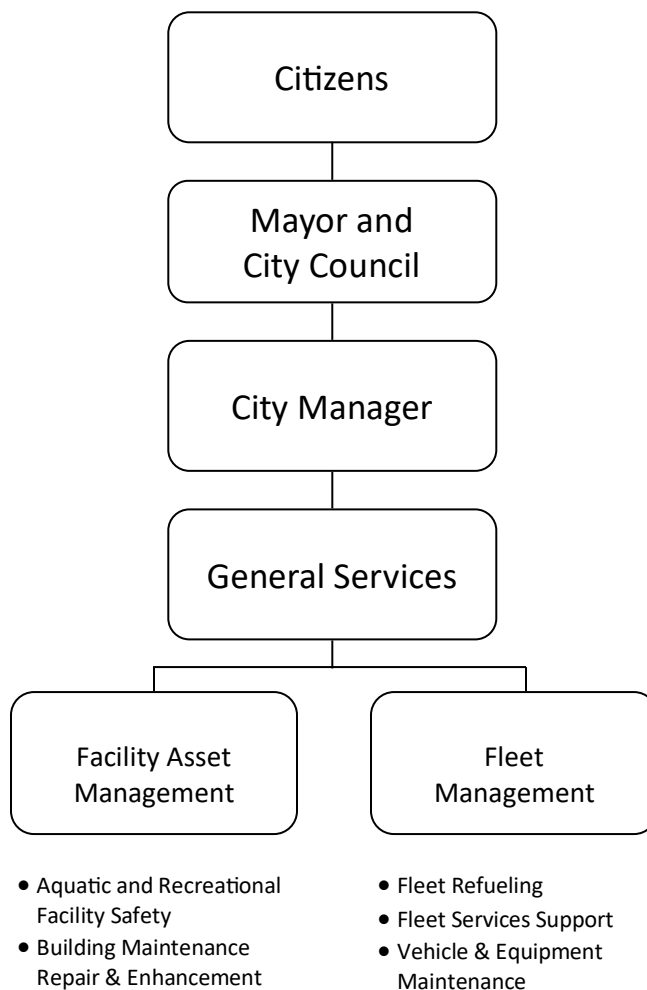 Citizens
Mayor and
City Council
City Manager
General Services
Facility Asset
Management
• Aquatic and Recreational
Facility Safety
• Building Maintenance
Repair & Enhancement
Fleet
Management
• Fleet Refueling
• Fleet Services Support
• Vehicle & Equipment
Maintenance